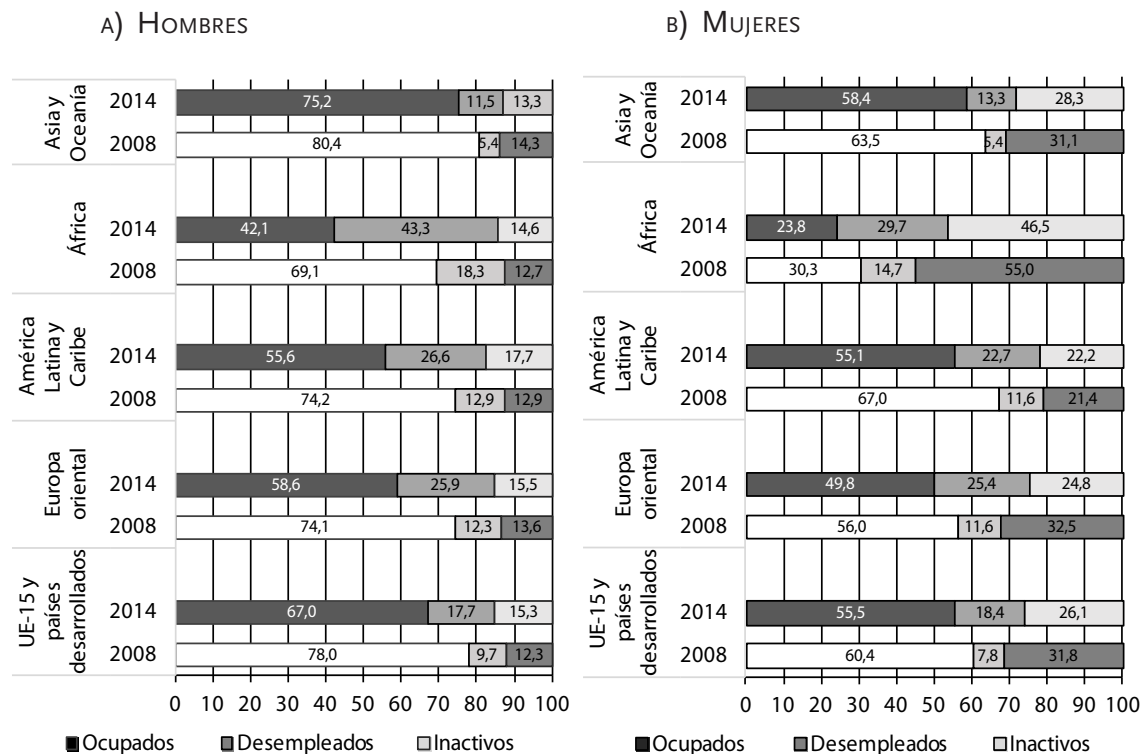 A) HOMBRES
Asia y
Oceanía
2014
75,2
11,5
13,3
2008
80,4
5,4
14,3
África
2014
42,1
43,3
14,6
2008
69,1
18,3
12,7
América
Latina y
Caribe
2014
55,6
26,6
17,7
2008
74,2
12,9
12,9
Europa
oriental
2014
58,6
25,9
15,5
2008
74,1
12,3
13,6
UE-15 y
países
desarrollados
2014
67,0
17,7
15,3
2008
78,0
9,7
12,3
0 10 20 30 40 50 60 70 80 90 100
Ocupados Desempleados Inactivos
B) MUJERES
Asia y
Oceanía
2014
58,4
13,3
28,3
2008
63,5
5,4
31,1
África
2014
23,8
29,7
46,5
2008
30,3
14,7
55,0
América
Latina y
Caribe
2014
55,1
22,7
22,2
2008
67,0
11,6
21,4
Europa
oriental
2014
49,8
25,4
24,8
2008
56,0
11,6
32,5
UE-15 y
países
desarrollados
2014
55,5
18,4
26,1
2008
60,4
7,8
31,8
0 10 20 30 40 50 60 70 80 90 100
Ocupados Desempleados Inactivos